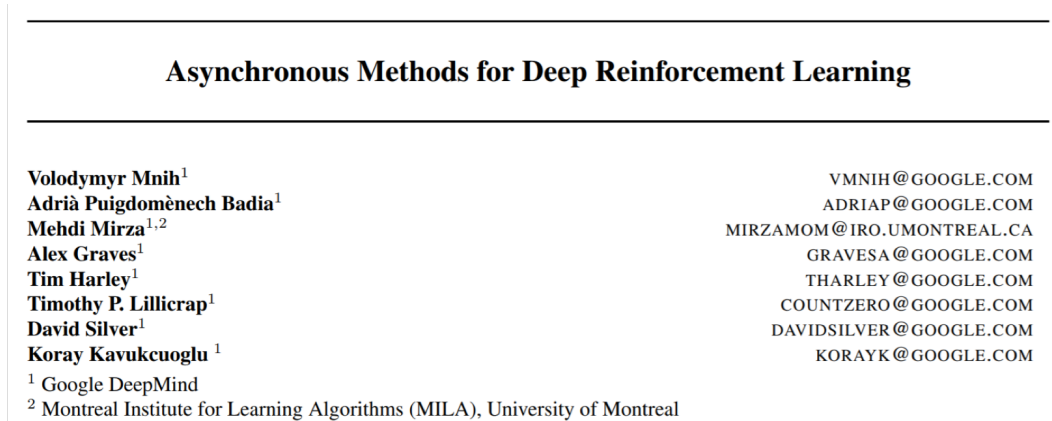 Asynchronous Methods for Deep Reinforcement Learning
Volodymyr Mnih¹ VMNIH@GOOGLE.COM
Adrià Puigdomènech Badia¹ ADRIAP@GOOGLE.COM
Mehdi Mirza¹,² MIRZAMOM@IRO.UMONTREAL.CA
Alex Graves¹ GRAVESA@GOOGLE.COM
Tim Harley¹ THARLEY@GOOGLE.COM
Timothy P. Lillicrap¹ COUNTZERO@GOOGLE.COM
David Silver¹ DAVIDSILVER@GOOGLE.COM
Koray Kavukcuoglu ¹ KORAYK@GOOGLE.COM
¹ Google DeepMind
² Montreal Institute for Learning Algorithms (MILA), University of Montreal